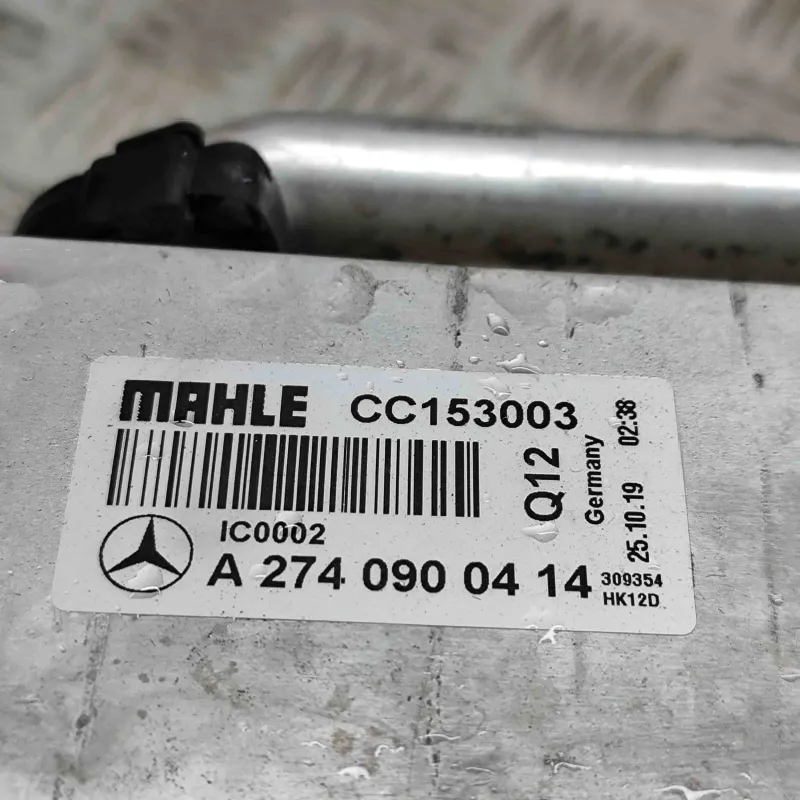 MAHLE CC153003
Q12
Germany
25.10.19 02:38
IC0002
A 274 090 04 14
309354
HK12D